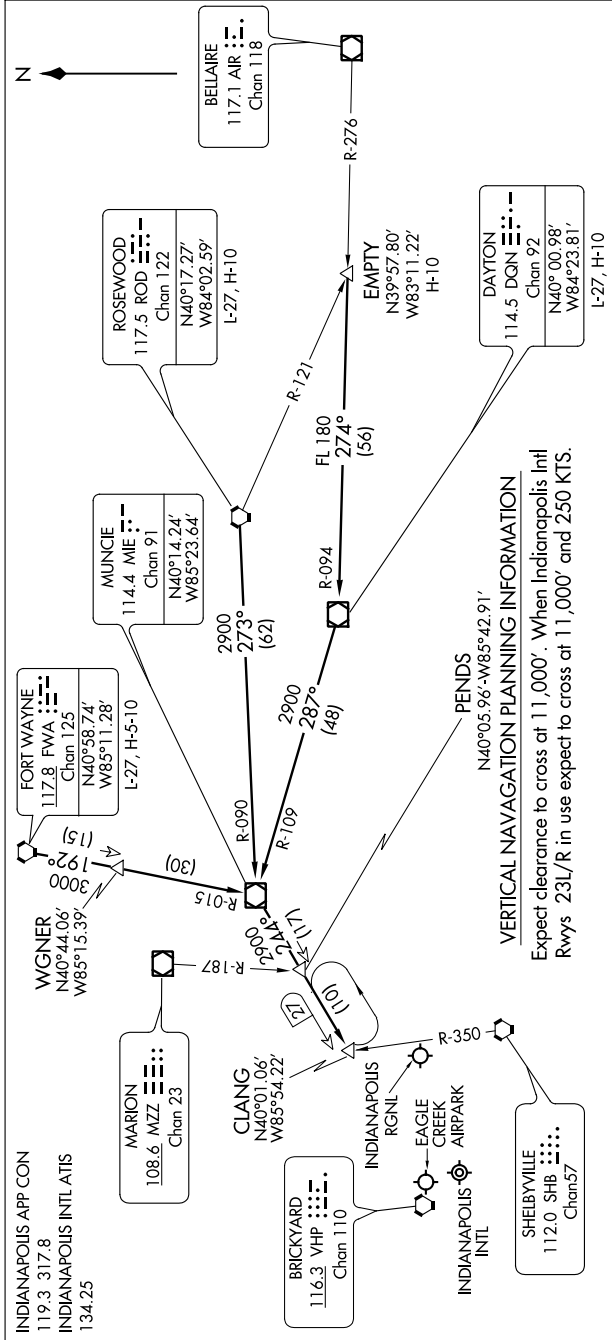 INDIANAPOLIS APP CON
119.3 317.8
INDIANAPOLIS INTL ATIS
134.25
N
FORT WAYNE
117.8 FWA
Chan 125
N40°58.74'
W85°11.28'
L-27, H-5-10
MUNCIE
114.4 MIE
Chan 91
N40°14.24'
W85°23.64'
ROSEWOOD
117.5 ROD
Chan 122
N40°17.27'
W84°02.59'
L-27, H-10
BELLAIRE
117.1 AIR
Chan 118
R-276
EMPTY
N39°57.80'
W83°11.22'
H-10
R-121
FL 180
274°
(56)
R-094
DAYTON
114.5 DQN
Chan 92
N40° 00.98'
W84°23.81'
L-27, H-10
2900
273°
(62)
R-090
2900
287°
(48)
R-109
(15)
192°
3000
WGNER
N40°44.06'
W85°15.39'
(30)
R-015
MARION
108.6 MZZ
Chan 23
R-187
2600
244°
(17)
PENDS
N40°05.96'-W85°42.91'
(10)
27
CLANG
N40°01.06'
W85°54.22'
R-350
INDIANAPOLIS
RGNL
EAGLE
CREEK
AIRPARK
INDIANAPOLIS
INTL
BRICKYARD
116.3 VHP
Chan 110
SHELBYVILLE
112.0 SHB
Chan57
VERTICAL NAVAGATION PLANNING INFORMATION
Expect clearance to cross at 11,000'. When Indianapolis Intl
Rwys 23L/R in use expect to cross at 11,000' and 250 KTS.